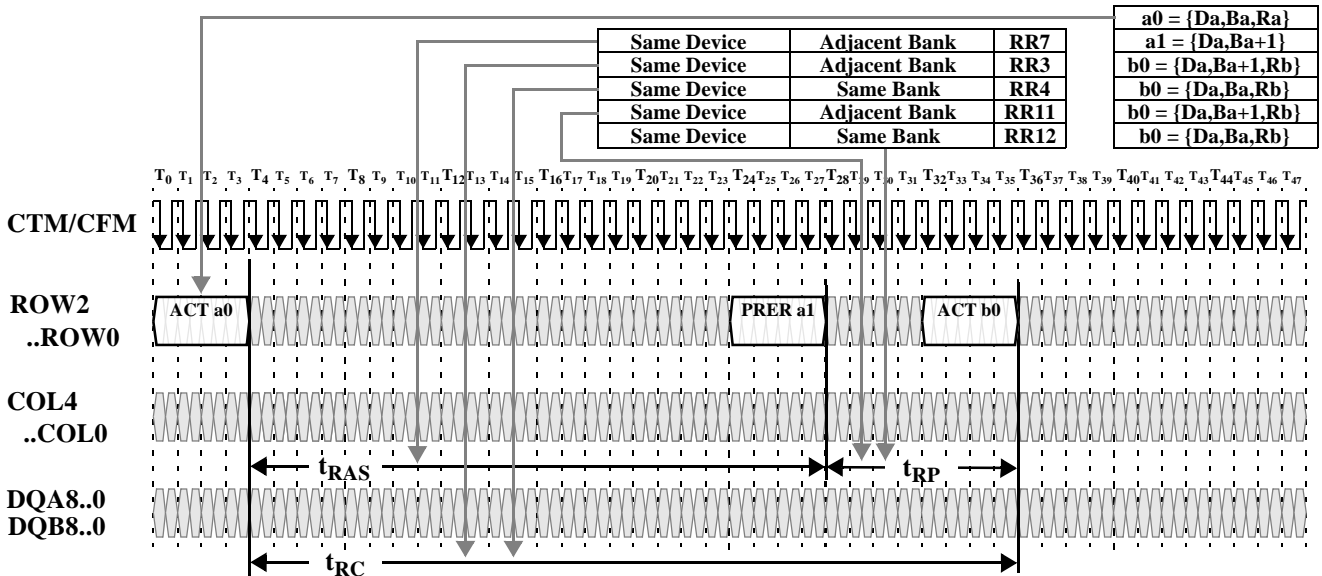 a0 = {Da,Ba,Ra}
Same Device Adjacent Bank RR7 a1 = {Da,Ba+1}
Same Device Adjacent Bank RR3 b0 = {Da,Ba+1,Rb}
Same Device Same Bank RR4 b0 = {Da,Ba,Rb}
Same Device Adjacent Bank RR11 b0 = {Da,Ba+1,Rb}
Same Device Same Bank RR12 b0 = {Da,Ba,Rb}
T0 T1 T2 T3 T4 T5 T6 T7 T8 T9 T10 T11 T12 T13 T14 T15 T16 T17 T18 T19 T20 T21 T22 T23 T24 T25 T26 T27 T28 T29 T30 T31 T32 T33 T34 T35 T36 T37 T38 T39 T40 T41 T42 T43 T44 T45 T46 T47
CTM/CFM
ROW2 ACT a0 PRER a1 ACT b0
..ROW0
COL4
..COL0
tRAS tRP
DQA8..0
DQB8..0
tRC